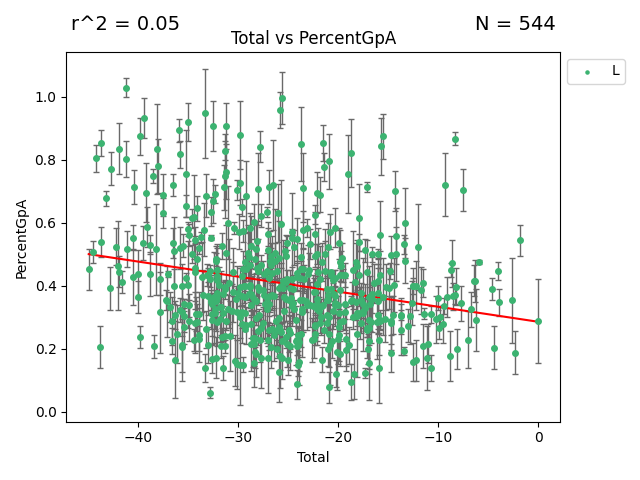 r^2 = 0.05
N = 544
Total vs PercentGpA
L
PercentGpA
1.0
0.8
0.6
0.4
0.2
0.0
−40
−30
−20
−10
0
Total